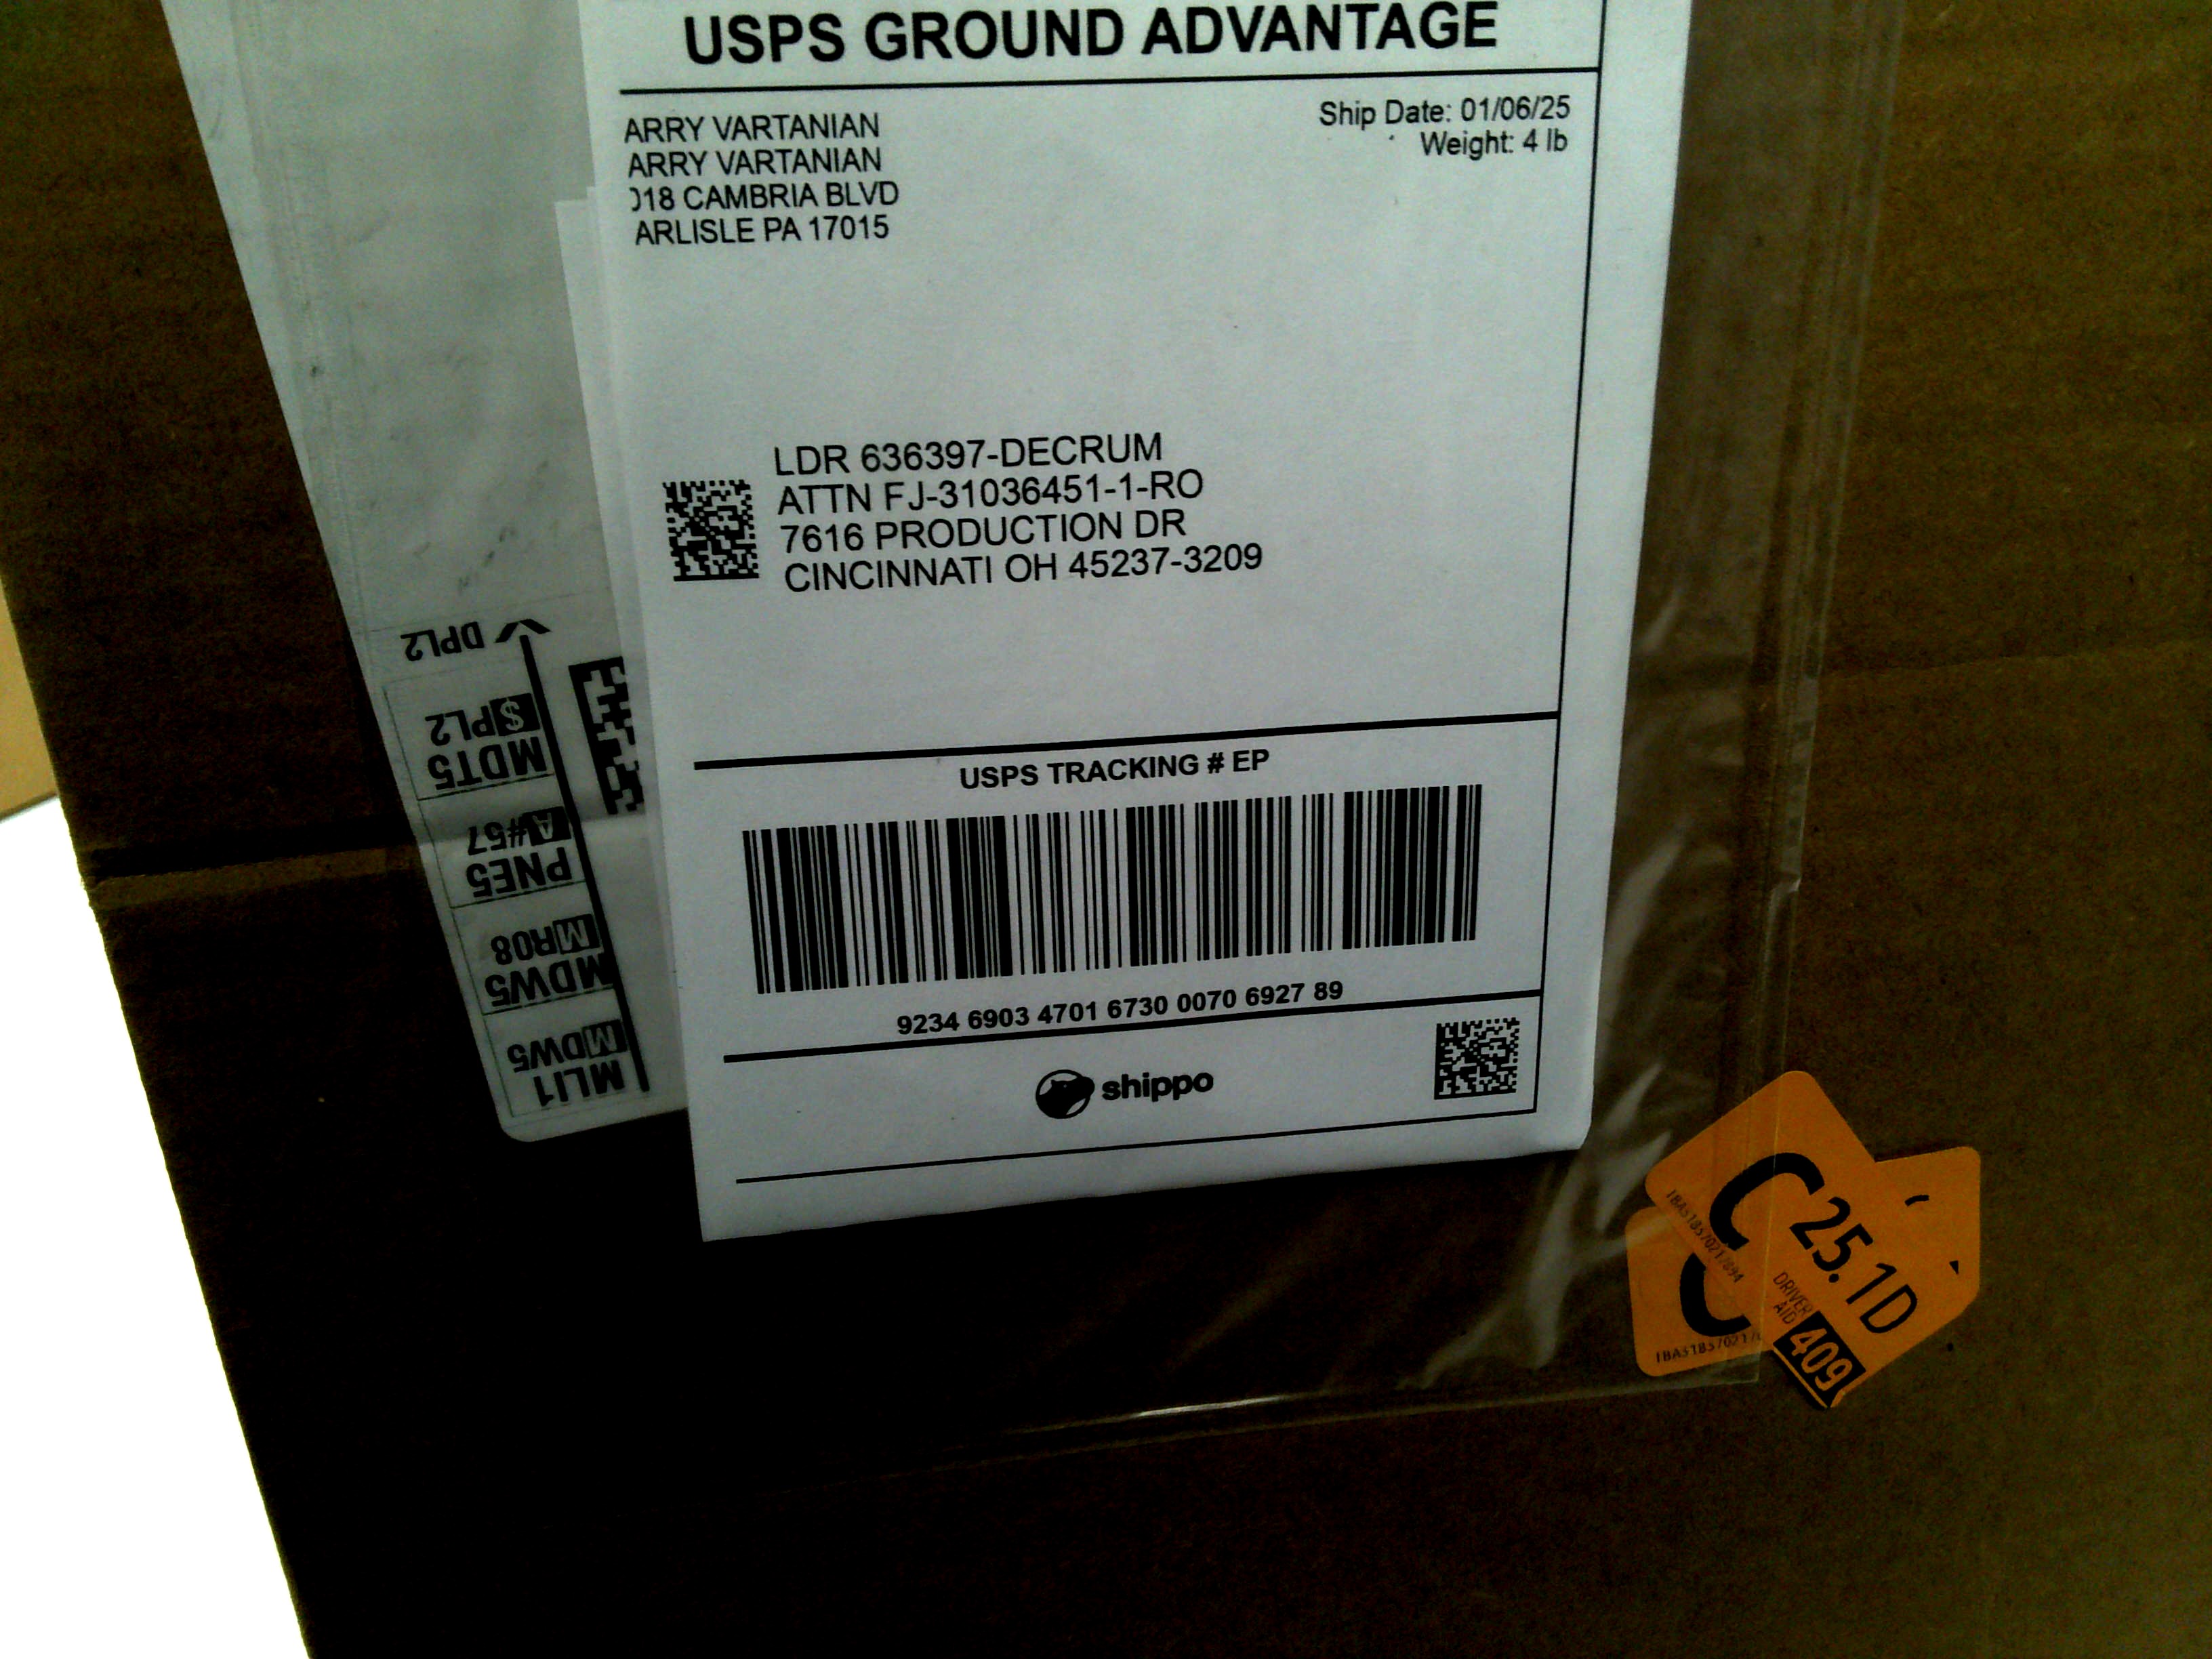 USPS GROUND ADVANTAGE
ARRY VARTANIAN
ARRY VARTANIAN
18 CAMBRIA BLVD
ARLISLE PA 17015
Ship Date: 01/06/25
Weight: 4 lb
LDR 636397-DECRUM
ATTN FJ-31036451-1-RO
7616 PRODUCTION DR
CINCINNATI OH 45237-3209
USPS TRACKING # EP
9234 6903 4701 6730 0070 6927 89
shippo
MLI1
MDW5
MDW5
MR08
PNE5
A#57
MDT5
$PL2
DPL2
C 25.1D
DRIVER
AID
409
C